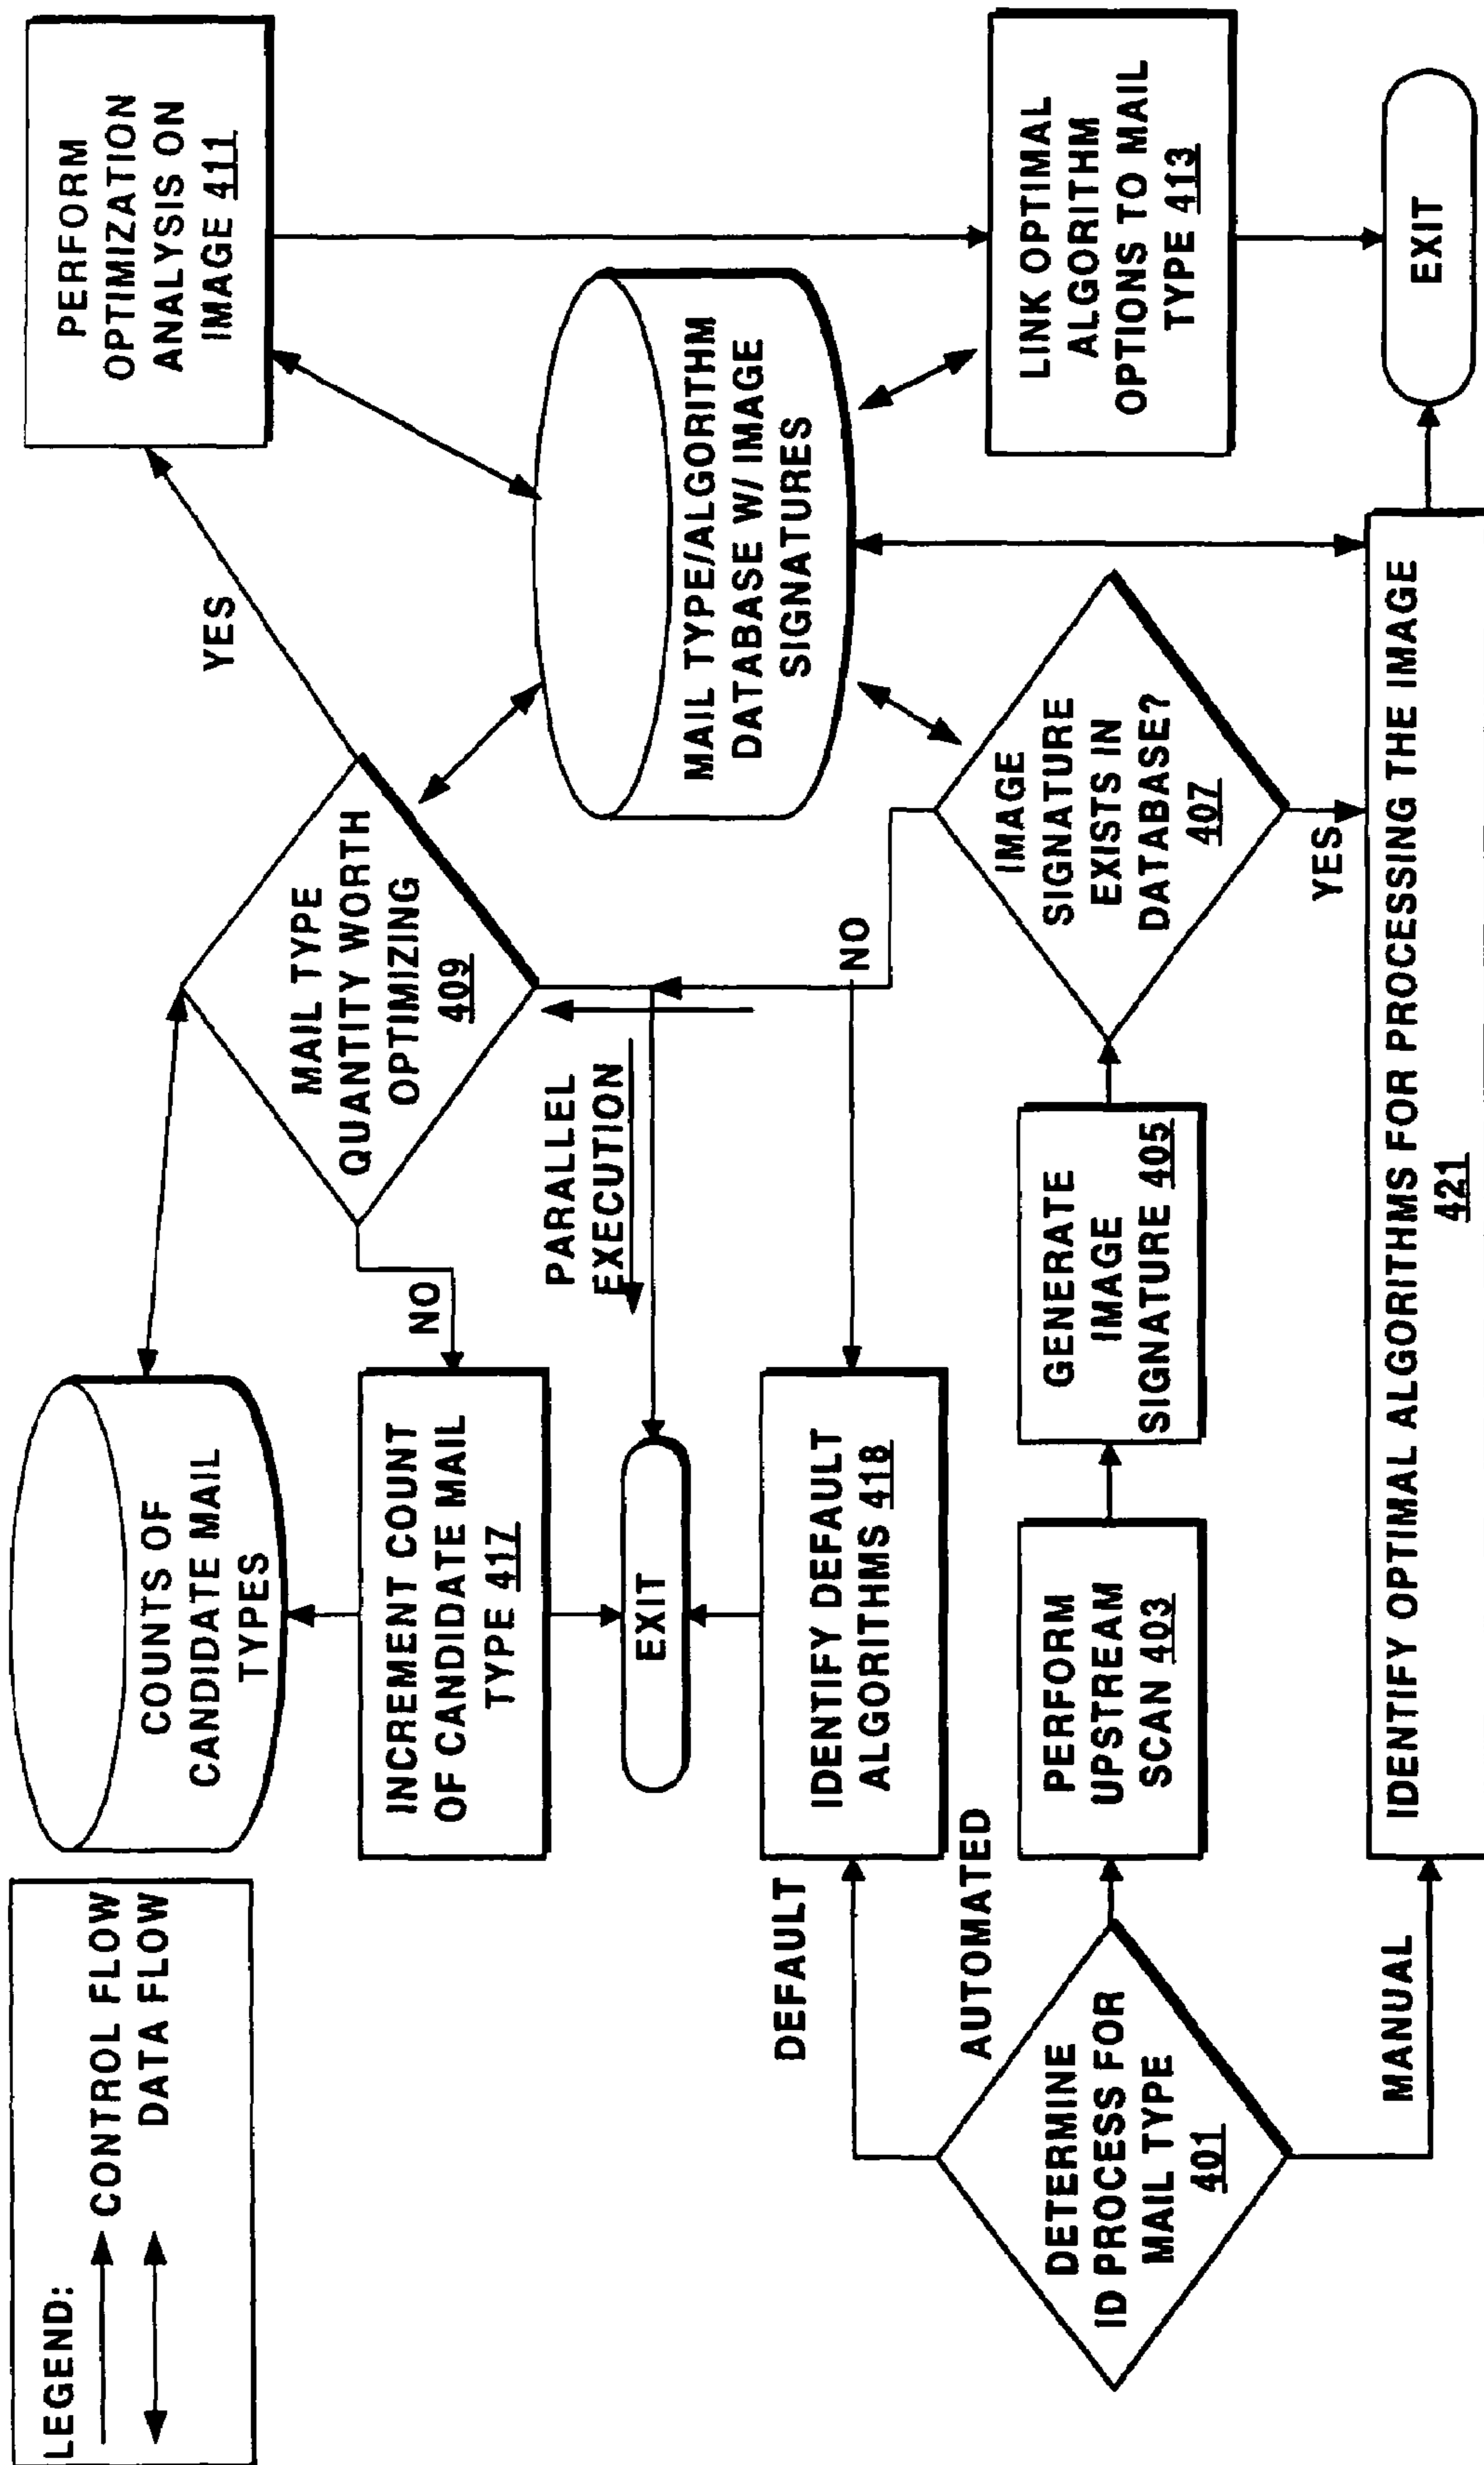 LEGEND:
CONTROL FLOW
DATA FLOW
COUNTS OF
CANDIDATE MAIL
TYPES
INCREMENT COUNT
OF CANDIDATE MAIL
TYPE 417
NO
MAIL TYPE
QUANTITY WORTH
OPTIMIZING
409
YES
PERFORM
OPTIMIZATION
ANALYSIS ON
IMAGE 411
PARALLEL
EXECUTION
EXIT
MAIL TYPE/ALGORITHM
DATABASE W/ IMAGE
SIGNATURES
DEFAULT
IDENTIFY DEFAULT
ALGORITHMS 418
NO
AUTOMATED
DETERMINE
ID PROCESS FOR
MAIL TYPE
401
PERFORM
UPSTREAM
SCAN 403
GENERATE
IMAGE
SIGNATURE 405
IMAGE
SIGNATURE
EXISTS IN
DATABASE?
407
YES
LINK OPTIMAL
ALGORITHM
OPTIONS TO MAIL
TYPE 413
MANUAL
IDENTIFY OPTIMAL ALGORITHMS FOR PROCESSING THE IMAGE
421
EXIT